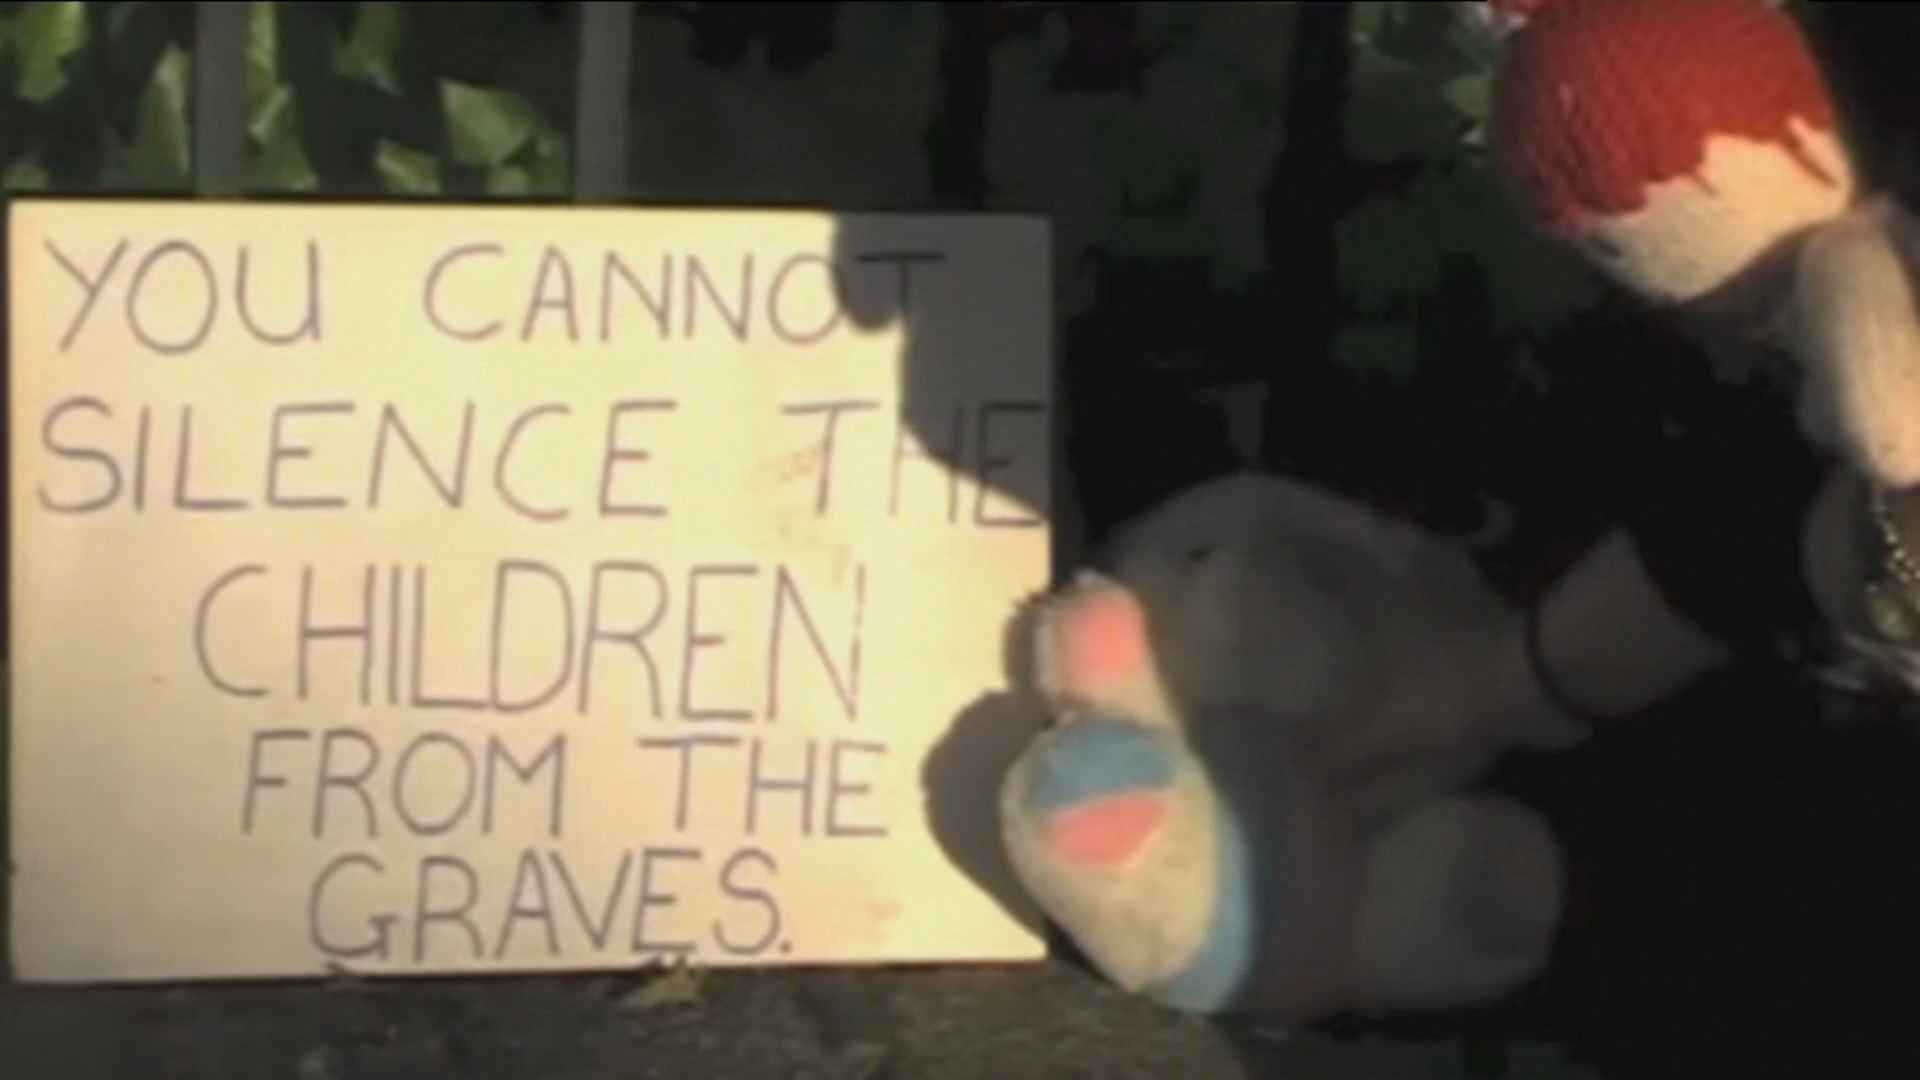 YOU CANNOT
SILENCE THE
CHILDREN
FROM THE
GRAVES.